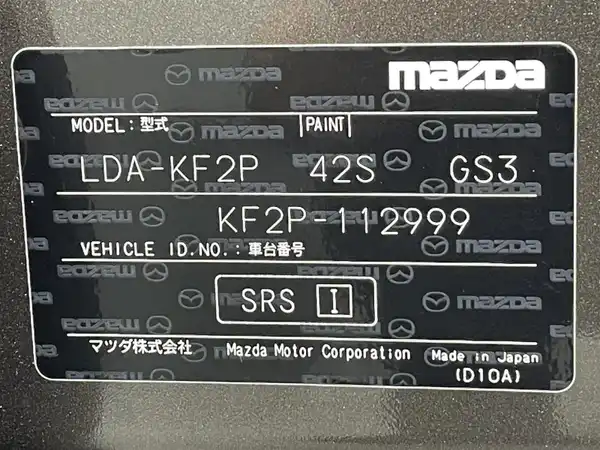 mazda
MODEL : 型式 PAINT
LDA-KF2P 42S GS3
KF2P-112999
VEHICLE ID.NO. : 車台番号
SRS I
マツダ株式会社 Mazda Motor Corporation Made in Japan
(D10A)